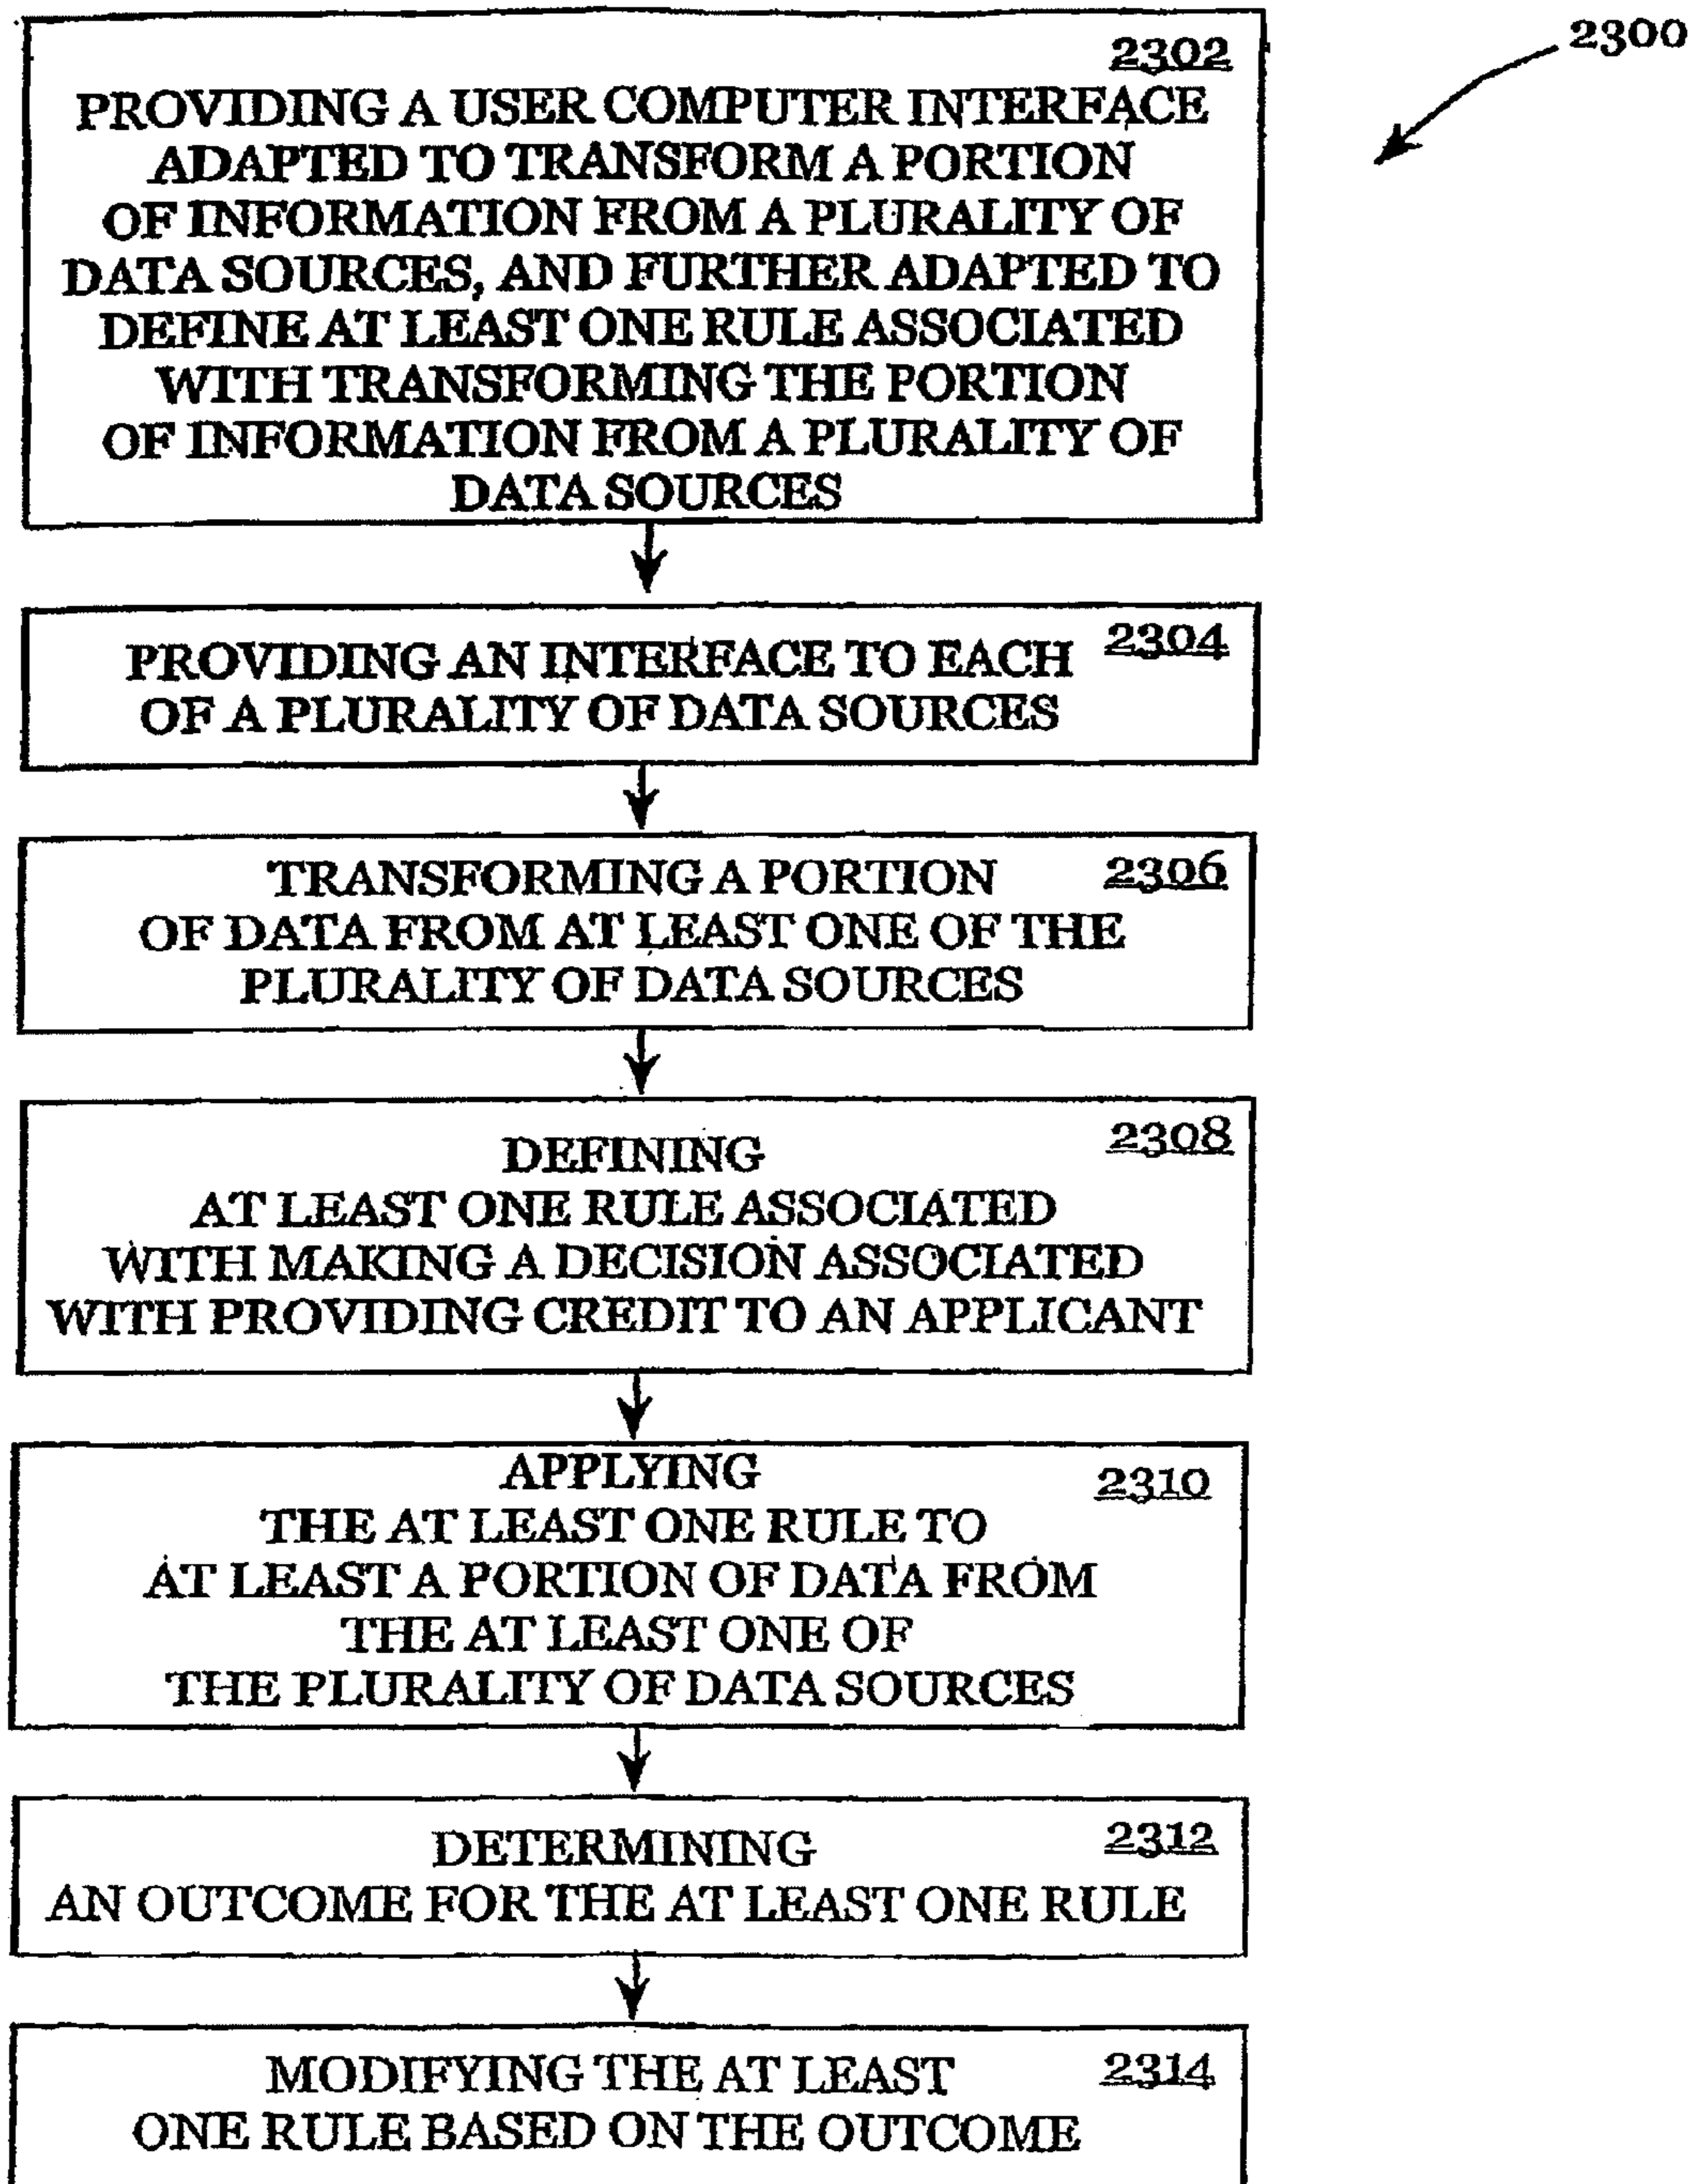 2300
2302
PROVIDING A USER COMPUTER INTERFACE
ADAPTED TO TRANSFORM A PORTION
OF INFORMATION FROM A PLURALITY OF
DATA SOURCES, AND FURTHER ADAPTED TO
DEFINE AT LEAST ONE RULE ASSOCIATED
WITH TRANSFORMING THE PORTION
OF INFORMATION FROM A PLURALITY OF
DATA SOURCES
2304
PROVIDING AN INTERFACE TO EACH
OF A PLURALITY OF DATA SOURCES
2306
TRANSFORMING A PORTION
OF DATA FROM AT LEAST ONE OF THE
PLURALITY OF DATA SOURCES
2308
DEFINING
AT LEAST ONE RULE ASSOCIATED
WITH MAKING A DECISION ASSOCIATED
WITH PROVIDING CREDIT TO AN APPLICANT
2310
APPLYING
THE AT LEAST ONE RULE TO
AT LEAST A PORTION OF DATA FROM
THE AT LEAST ONE OF
THE PLURALITY OF DATA SOURCES
2312
DETERMINING
AN OUTCOME FOR THE AT LEAST ONE RULE
2314
MODIFYING THE AT LEAST
ONE RULE BASED ON THE OUTCOME